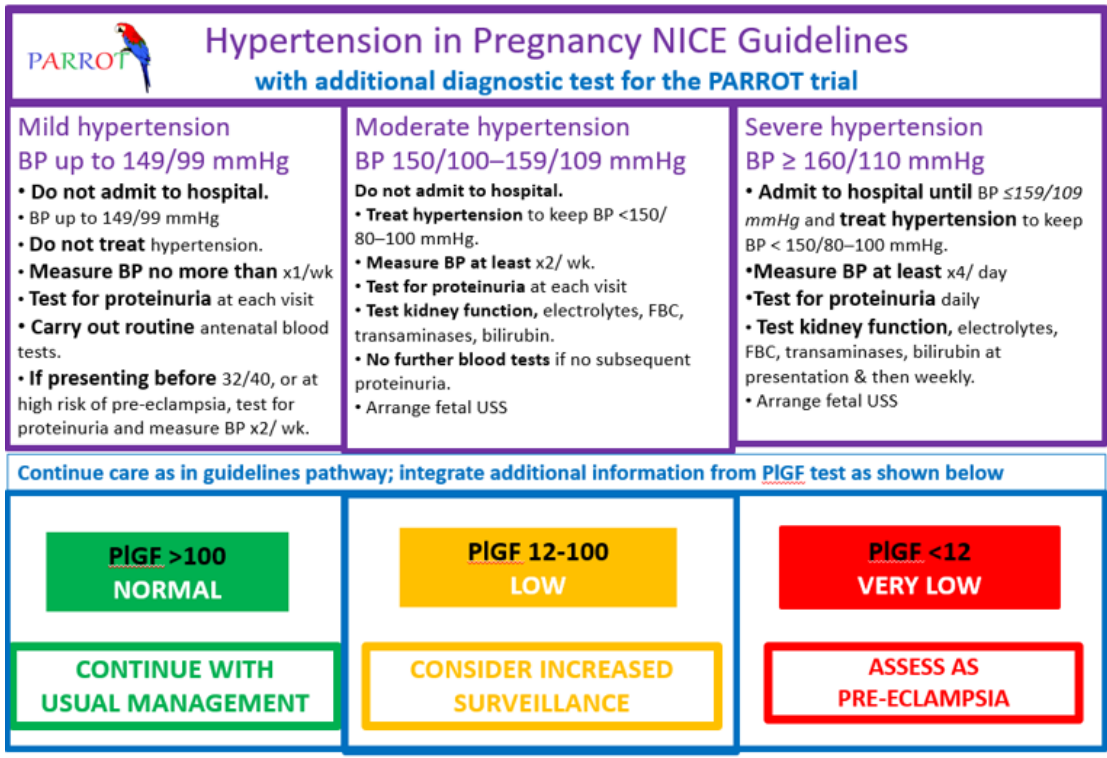 PARROT
Hypertension in Pregnancy NICE Guidelines
with additional diagnostic test for the PARROT trial
Mild hypertension
BP up to 149/99 mmHg
• Do not admit to hospital.
• BP up to 149/99 mmHg
• Do not treat hypertension.
• Measure BP no more than x1/wk
• Test for proteinuria at each visit
• Carry out routine antenatal blood
tests.
• If presenting before 32/40, or at
high risk of pre-eclampsia, test for
proteinuria and measure BP x2/ wk.
Moderate hypertension
BP 150/100–159/109 mmHg
Do not admit to hospital.
• Treat hypertension to keep BP <150/
80–100 mmHg.
• Measure BP at least x2/ wk.
• Test for proteinuria at each visit
• Test kidney function, electrolytes, FBC,
transaminases, bilirubin.
• No further blood tests if no subsequent
proteinuria.
• Arrange fetal USS
Severe hypertension
BP ≥ 160/110 mmHg
• Admit to hospital until BP ≤159/109
mmHg and treat hypertension to keep
BP < 150/80–100 mmHg.
•Measure BP at least x4/ day
•Test for proteinuria daily
• Test kidney function, electrolytes,
FBC, transaminases, bilirubin at
presentation & then weekly.
• Arrange fetal USS
Continue care as in guidelines pathway; integrate additional information from PlGF test as shown below
PlGF >100
NORMAL
CONTINUE WITH
USUAL MANAGEMENT
PlGF 12-100
LOW
CONSIDER INCREASED
SURVEILLANCE
PlGF <12
VERY LOW
ASSESS AS
PRE-ECLAMPSIA